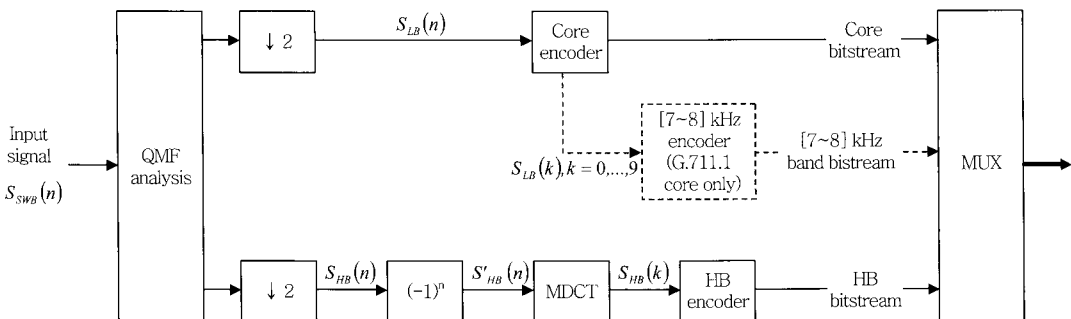 Input
signal
S_SWB(n)
QMF
analysis
↓ 2
S_LB(n)
Core
encoder
Core
bitstream
S_LB(k), k = 0,...,9
[7~8] kHz
encoder
(G.711.1
core only)
[7~8] kHz
band bistream
MUX
↓ 2
S_HB(n)
(-1)^n
S'_HB(n)
MDCT
S_HB(k)
HB
encoder
HB
bitstream